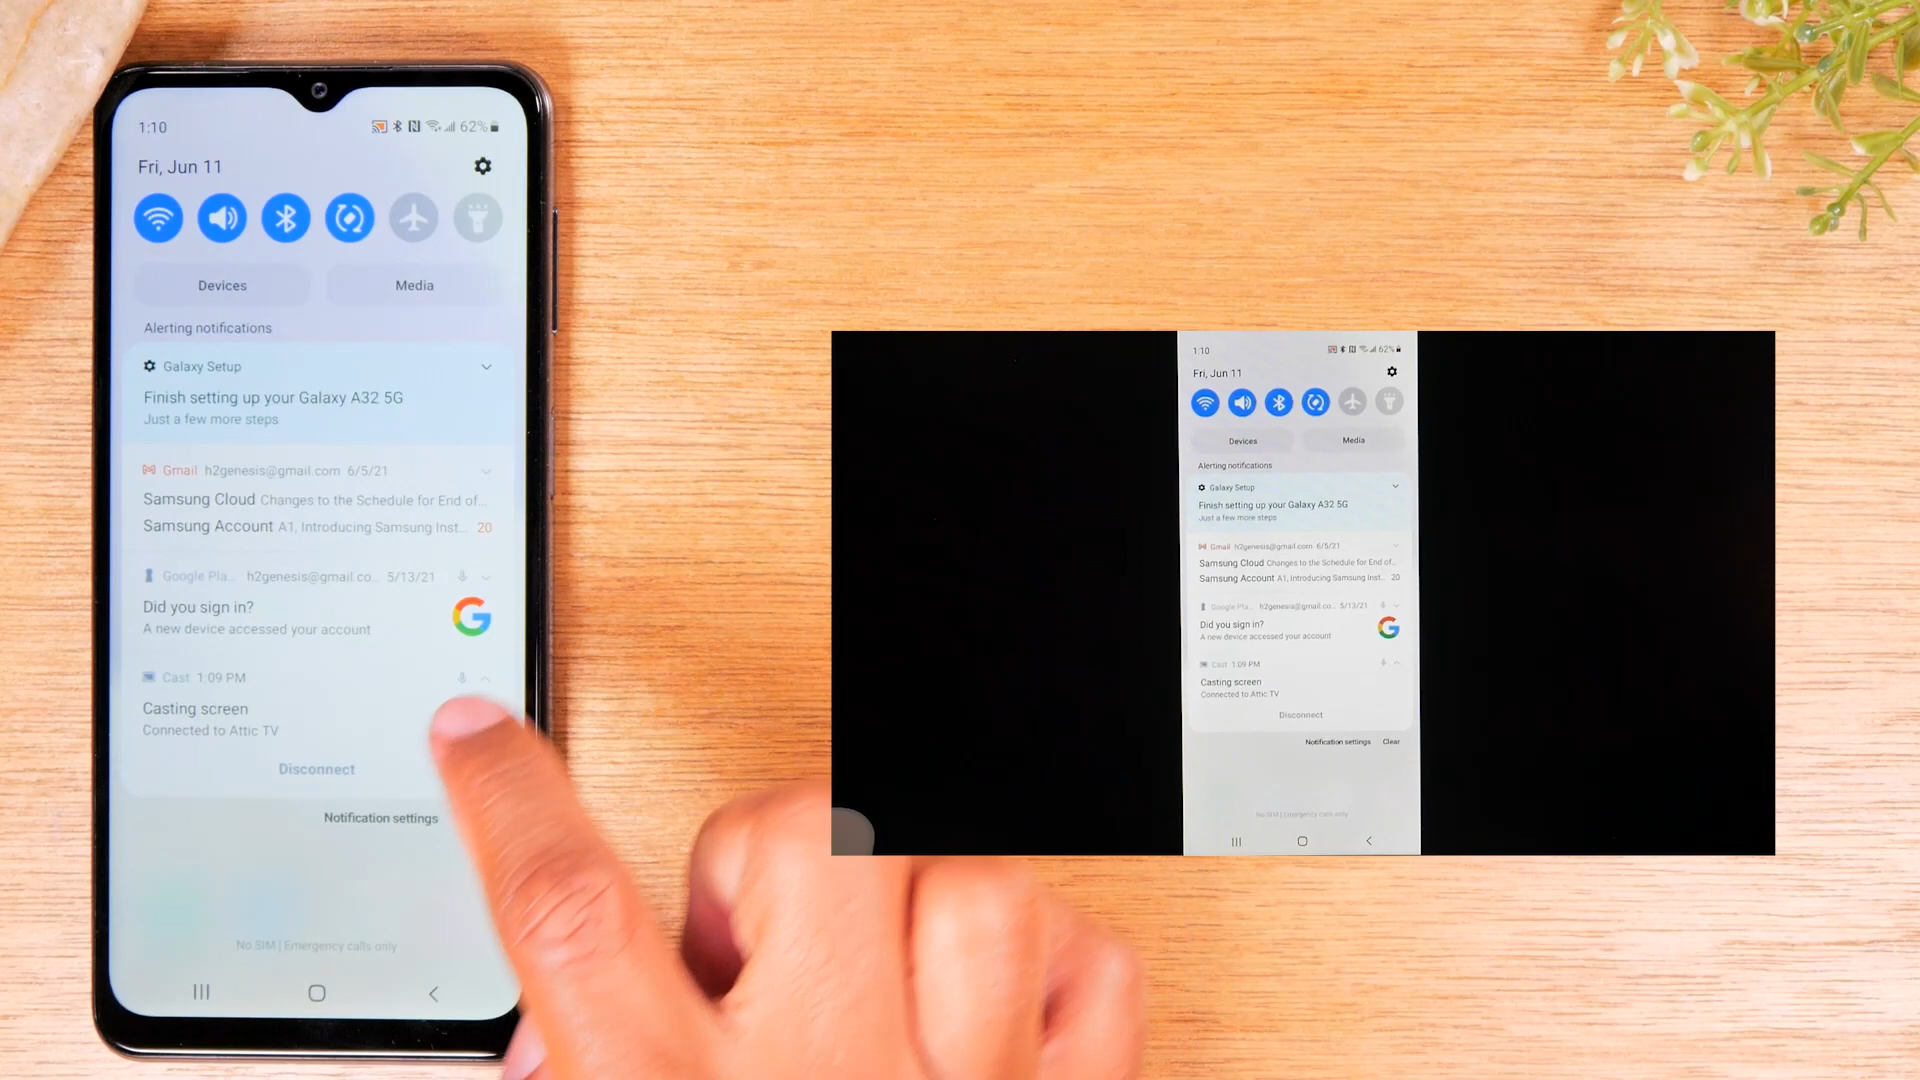 1:10
62%
Fri, Jun 11
Devices
Media
Alerting notifications
Galaxy Setup
Finish setting up your Galaxy A32 5G
Just a few more steps
Gmail h2genesis@gmail.com 6/5/21
Samsung Cloud Changes to the Schedule for End of...
Samsung Account A1, Introducing Samsung Inst... 20
Google Pla... h2genesis@gmail.co... 5/13/21
Did you sign in?
A new device accessed your account
Cast 1:09 PM
Casting screen
Connected to Attic TV
Disconnect
Notification settings
No SIM | Emergency calls only
1:10
62%
Fri, Jun 11
Devices
Media
Alerting notifications
Galaxy Setup
Finish setting up your Galaxy A32 5G
Just a few more steps
Gmail h2genesis@gmail.com 6/5/21
Samsung Cloud Changes to the Schedule for End of...
Samsung Account A1, Introducing Samsung Inst... 20
Google Pla... h2genesis@gmail.co... 5/13/21
Did you sign in?
A new device accessed your account
Cast 1:09 PM
Casting screen
Connected to Attic TV
Disconnect
Notification settings Clear
No SIM | Emergency calls only